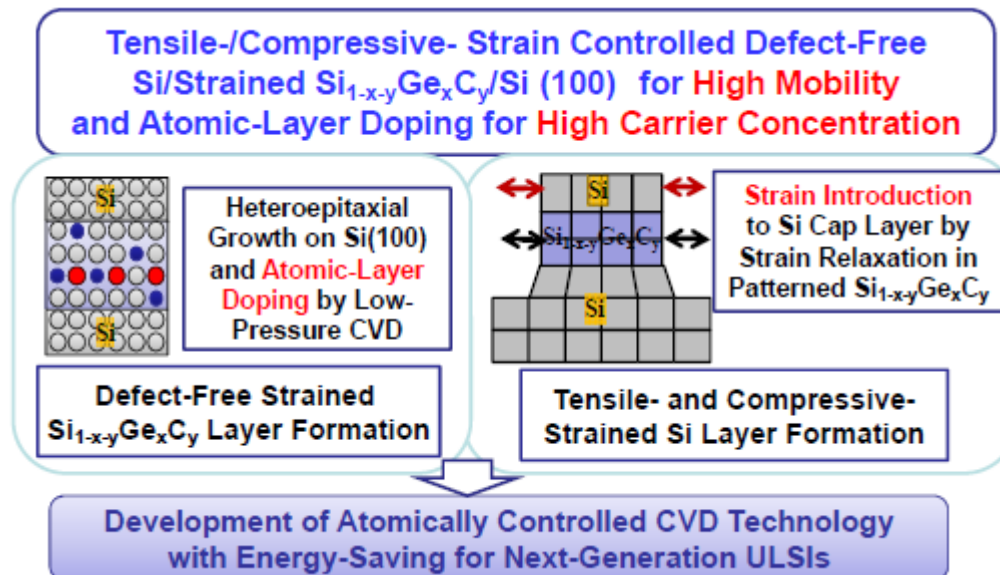 Tensile-/Compressive- Strain Controlled Defect-Free
Si/Strained Si₁₋ₓ₋ᵧGeₓCᵧ/Si (100) for High Mobility
and Atomic-Layer Doping for High Carrier Concentration
Si
Si
Heteroepitaxial
Growth on Si(100)
and Atomic-Layer
Doping by Low-
Pressure CVD
Defect-Free Strained
Si₁₋ₓ₋ᵧGeₓCᵧ Layer Formation
Si
Si₁₋ₓ₋ᵧGeₓCᵧ
Si
Strain Introduction
to Si Cap Layer by
Strain Relaxation in
Patterned Si₁₋ₓ₋ᵧGeₓCᵧ
Tensile- and Compressive-
Strained Si Layer Formation
Development of Atomically Controlled CVD Technology
with Energy-Saving for Next-Generation ULSIs